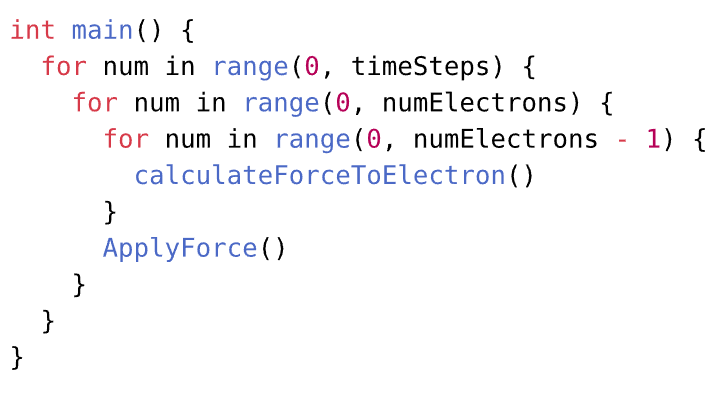 int main() {
  for num in range(0, timeSteps) {
    for num in range(0, numElectrons) {
      for num in range(0, numElectrons - 1) {
        calculateForceToElectron()
      }
      ApplyForce()
    }
  }
}